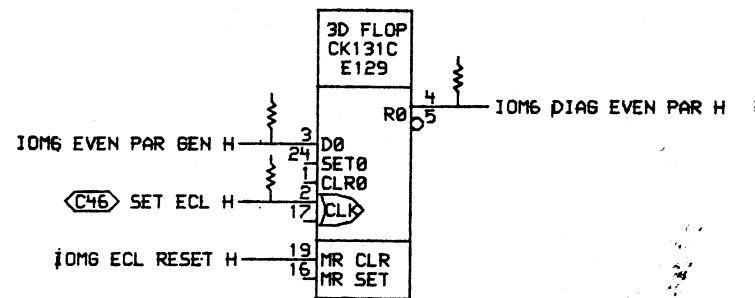 3D FLOP
CK131C
E129
4
R0
IOM6 DIAG EVEN PAR H
5
3
IOM6 EVEN PAR GEN H
D0
24
SET0
1
CLR0
2
C46 SET ECL H
CLK
17
19
IOM6 ECL RESET H
MR CLR
16
MR SET